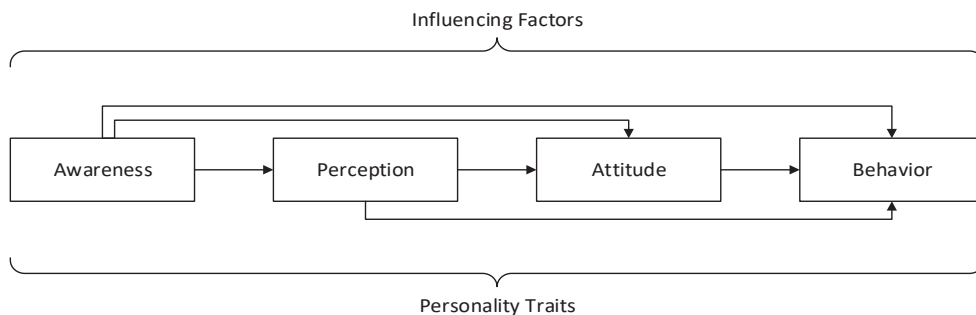 Influencing Factors
Awareness
Perception
Attitude
Behavior
Personality Traits